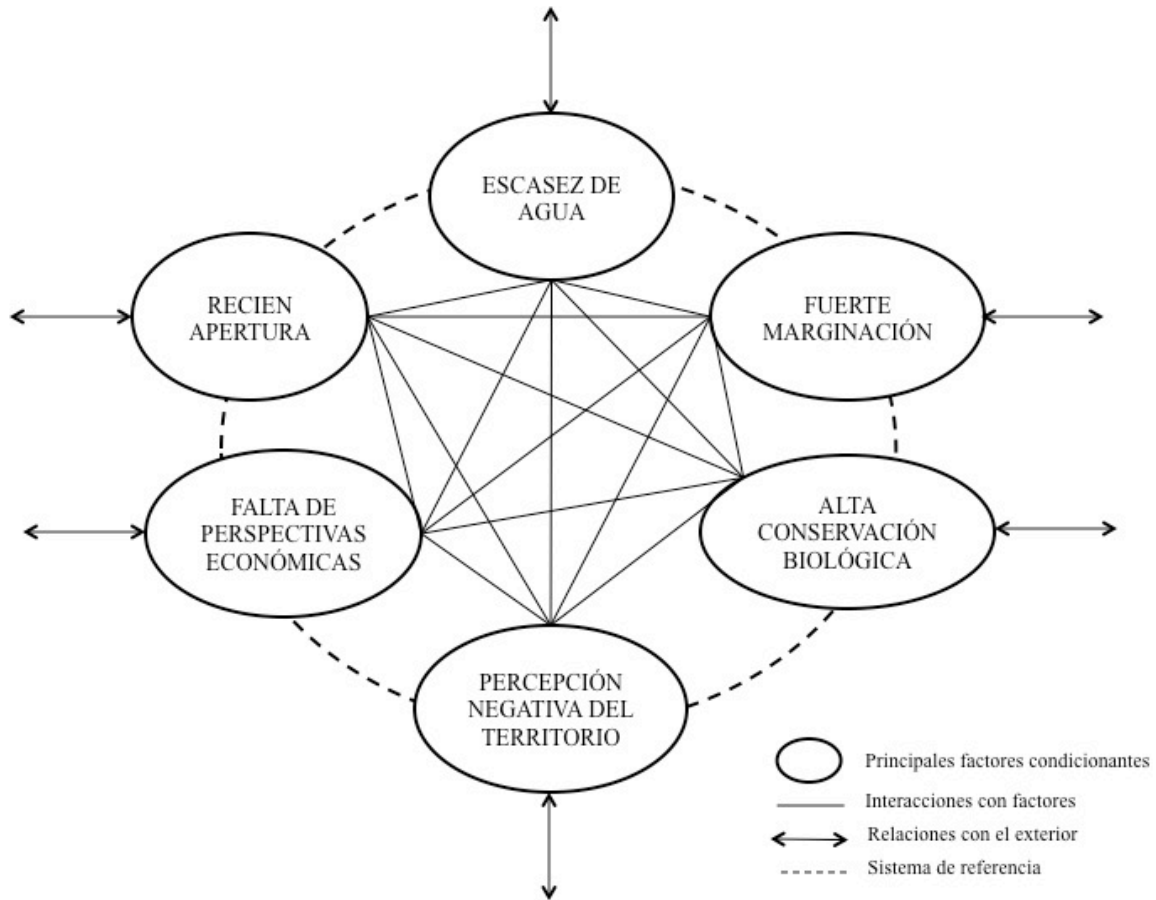 ESCASEZ DE
AGUA
RECIEN
APERTURA
FUERTE
MARGINACIÓN
FALTA DE
PERSPECTIVAS
ECONÓMICAS
ALTA
CONSERVACIÓN
BIOLÓGICA
PERCEPCIÓN
NEGATIVA DEL
TERRITORIO
Principales factores condicionantes
Interacciones con factores
Relaciones con el exterior
Sistema de referencia